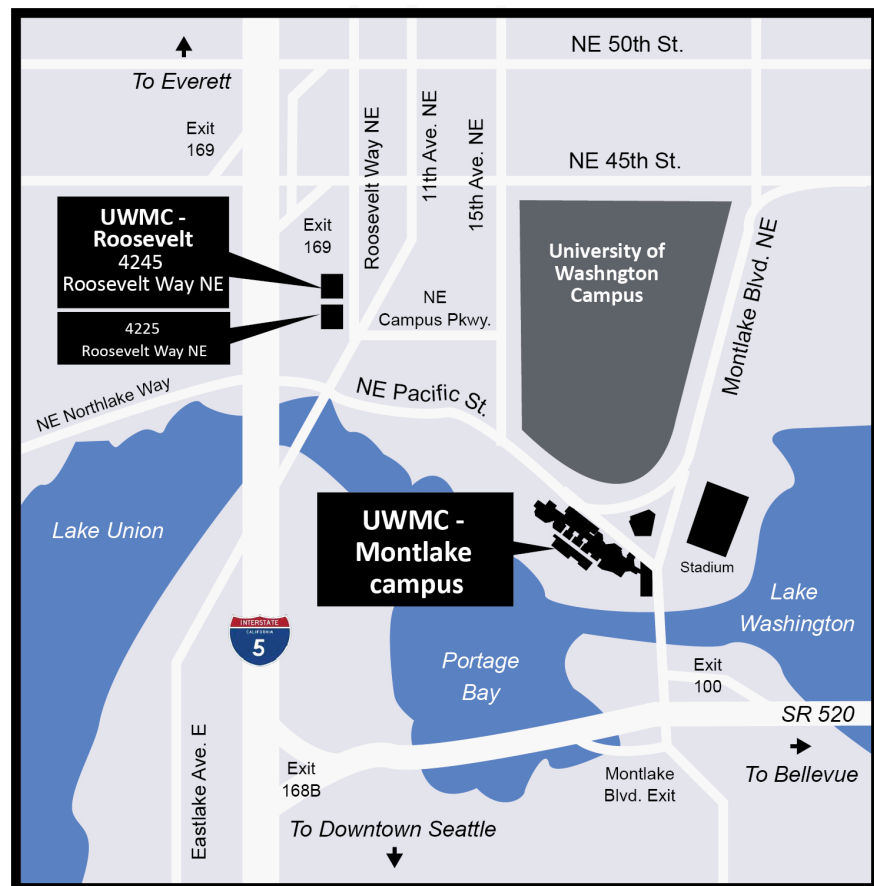 NE 50th St.
To Everett
Exit
169
NE 45th St.
Roosevelt Way NE
11th Ave. NE
15th Ave. NE
UWMC -
Roosevelt
4245
Roosevelt Way NE
Exit
169
University of
Washngton
Campus
Montlake Blvd. NE
4225
Roosevelt Way NE
NE
Campus Pkwy.
NE Northlake Way
NE Pacific St.
Lake Union
UWMC -
Montlake
campus
Stadium
Lake
Washington
INTERSTATE
CALIFORNIA
5
Portage
Bay
Exit
100
SR 520
Eastlake Ave. E
Exit
168B
Montlake
Blvd. Exit
To Bellevue
To Downtown Seattle